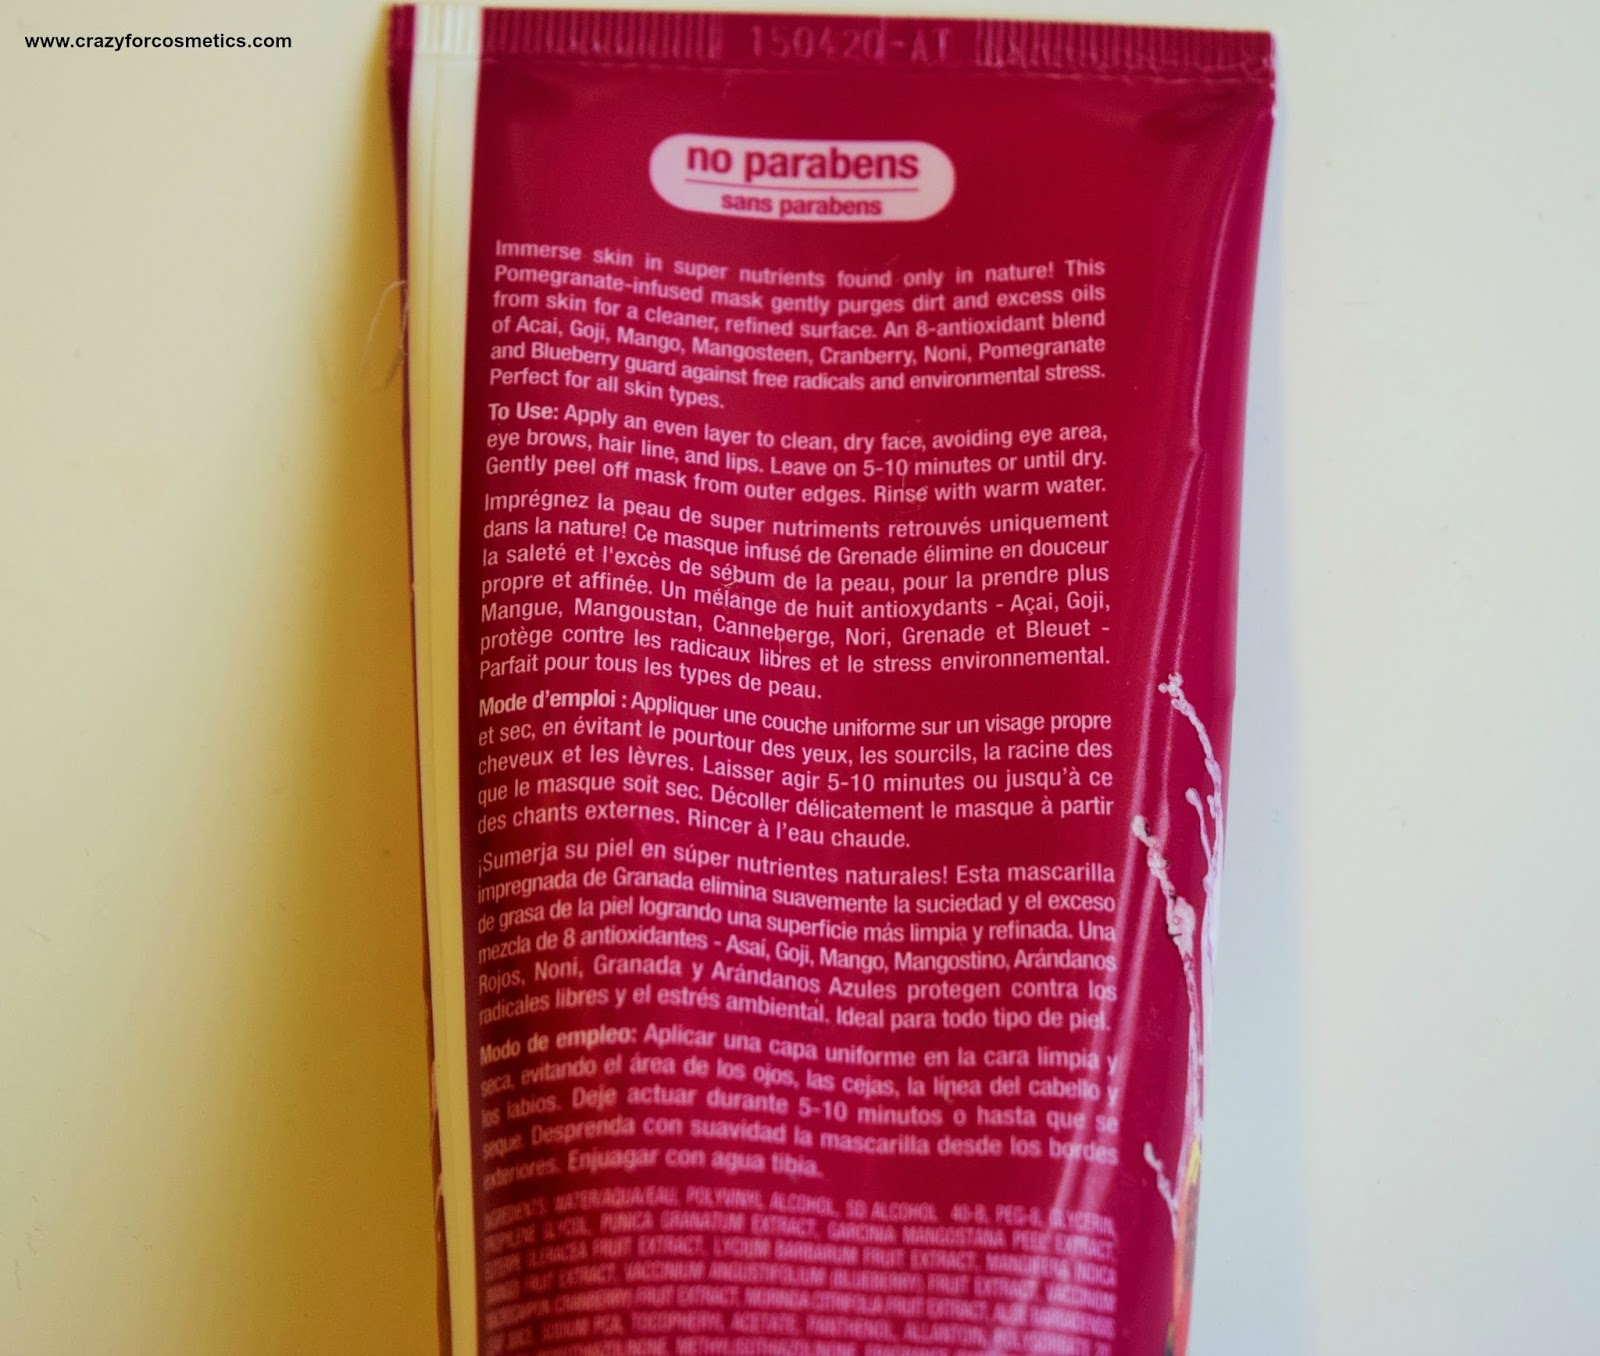 www.crazyforcosmetics.com
150420-AT
no parabens
sans parabens
Immerse skin in super nutrients found only in nature! This
Pomegranate-infused mask gently purges dirt and excess oils
from skin for a cleaner, refined surface. An 8-antioxidant blend
of Acai, Goji, Mango, Mangosteen, Cranberry, Noni, Pomegranate
and Blueberry guard against free radicals and environmental stress.
Perfect for all skin types.
To Use: Apply an even layer to clean, dry face, avoiding eye area,
eye brows, hair line, and lips. Leave on 5-10 minutes or until dry.
Gently peel off mask from outer edges. Rinse with warm water.
Imprégnez la peau de super nutriments retrouvés uniquement
dans la nature! Ce masque infusé de Grenade élimine en douceur
la saleté et l'excès de sébum de la peau, pour la prendre plus
propre et affinée. Un mélange de huit antioxydants - Açai, Goji,
Mangue, Mangoustan, Canneberge, Nori, Grenade et Bleuet -
protège contre les radicaux libres et le stress environnemental.
Parfait pour tous les types de peau.
Mode d'emploi : Appliquer une couche uniforme sur un visage propre
et sec, en évitant le pourtour des yeux, les sourcils, la racine des
cheveux et les lèvres. Laisser agir 5-10 minutes ou jusqu'à ce
que le masque soit sec. Décoller délicatement le masque à partir
des chants externes. Rincer à l'eau chaude.
¡Sumerja su piel en súper nutrientes naturales! Esta mascarilla
impregnada de Granada elimina suavemente la suciedad y el exceso
de grasa de la piel logrando una superficie más limpia y refinada. Una
mezcla de 8 antioxidantes - Asaí, Goji, Mango, Mangostino, Arándanos
Rojos, Noni, Granada y Arándanos Azules protegen contra los
radicales libres y el estrés ambiental. Ideal para todo tipo de piel.
Modo de empleo: Aplicar una capa uniforme en la cara limpia y
seca, evitando el área de los ojos, las cejas, la línea del cabello y
los labios. Deje actuar durante 5-10 minutos o hasta que se
seque. Desprenda con suavidad la mascarilla desde los bordes
exteriores. Enjuagar con agua tibia.
INGREDIENTS: WATER/AQUA/EAU, POLYVINYL ALCOHOL, SD ALCOHOL 40-B, PEG-8, GLYCERIN,
GLYCOL, PUNICA GRANATUM EXTRACT, GARCINIA MANGOSTANA PEEL EXTRACT,
OLERACEA FRUIT EXTRACT, LYCIUM BARBARUM FRUIT EXTRACT, MANGIFERA INDICA
FRUIT EXTRACT, VACCINIUM ANGUSTIFOLIUM (BLUEBERRY) FRUIT EXTRACT, VACCINIUM
(CRANBERRY) FRUIT EXTRACT, MORINDA CITRIFOLIA FRUIT EXTRACT, ALOE
SODIUM PCA, TOCOPHERYL ACETATE, PANTHENOL, ALLANTOIN,